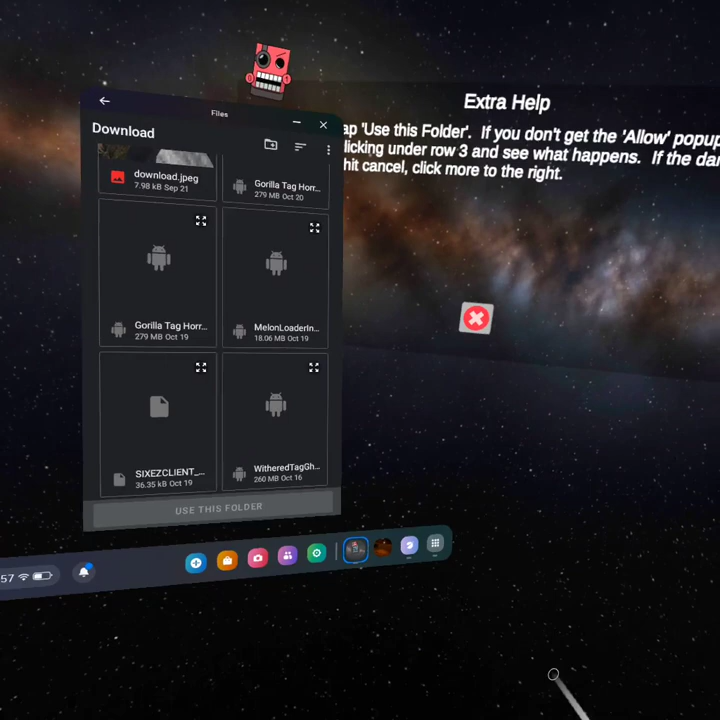 Files
Download
download.jpeg
7.98 kB Sep 21
Gorilla Tag Horr...
279 MB Oct 20
Gorilla Tag Horr...
279 MB Oct 19
MelonLoaderIn...
18.06 MB Oct 19
SIXEZCLIENT_...
36.35 kB Oct 19
WitheredTagGh...
260 MB Oct 16
USE THIS FOLDER
Extra Help
'Use this Folder'. If you don't get the 'Allow' popup
licking under row 3 and see what happens. If the
hit cancel, click more to the right.
57